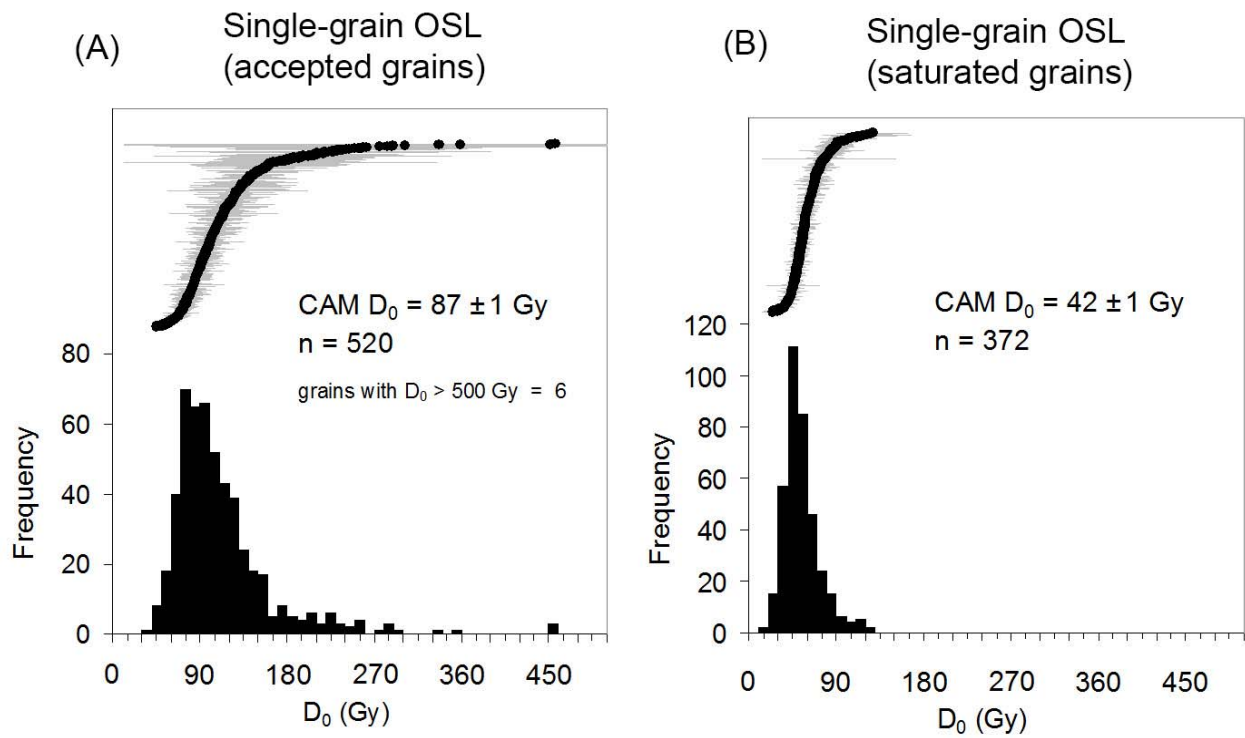 (A)
Single-grain OSL
(accepted grains)
CAM D₀ = 87 ± 1 Gy
n = 520
grains with D₀ > 500 Gy = 6
80
60
40
20
0
Frequency
0 90 180 270 360 450
D₀ (Gy)
(B)
Single-grain OSL
(saturated grains)
CAM D₀ = 42 ± 1 Gy
n = 372
120
100
80
60
40
20
0
Frequency
0 90 180 270 360 450
D₀ (Gy)